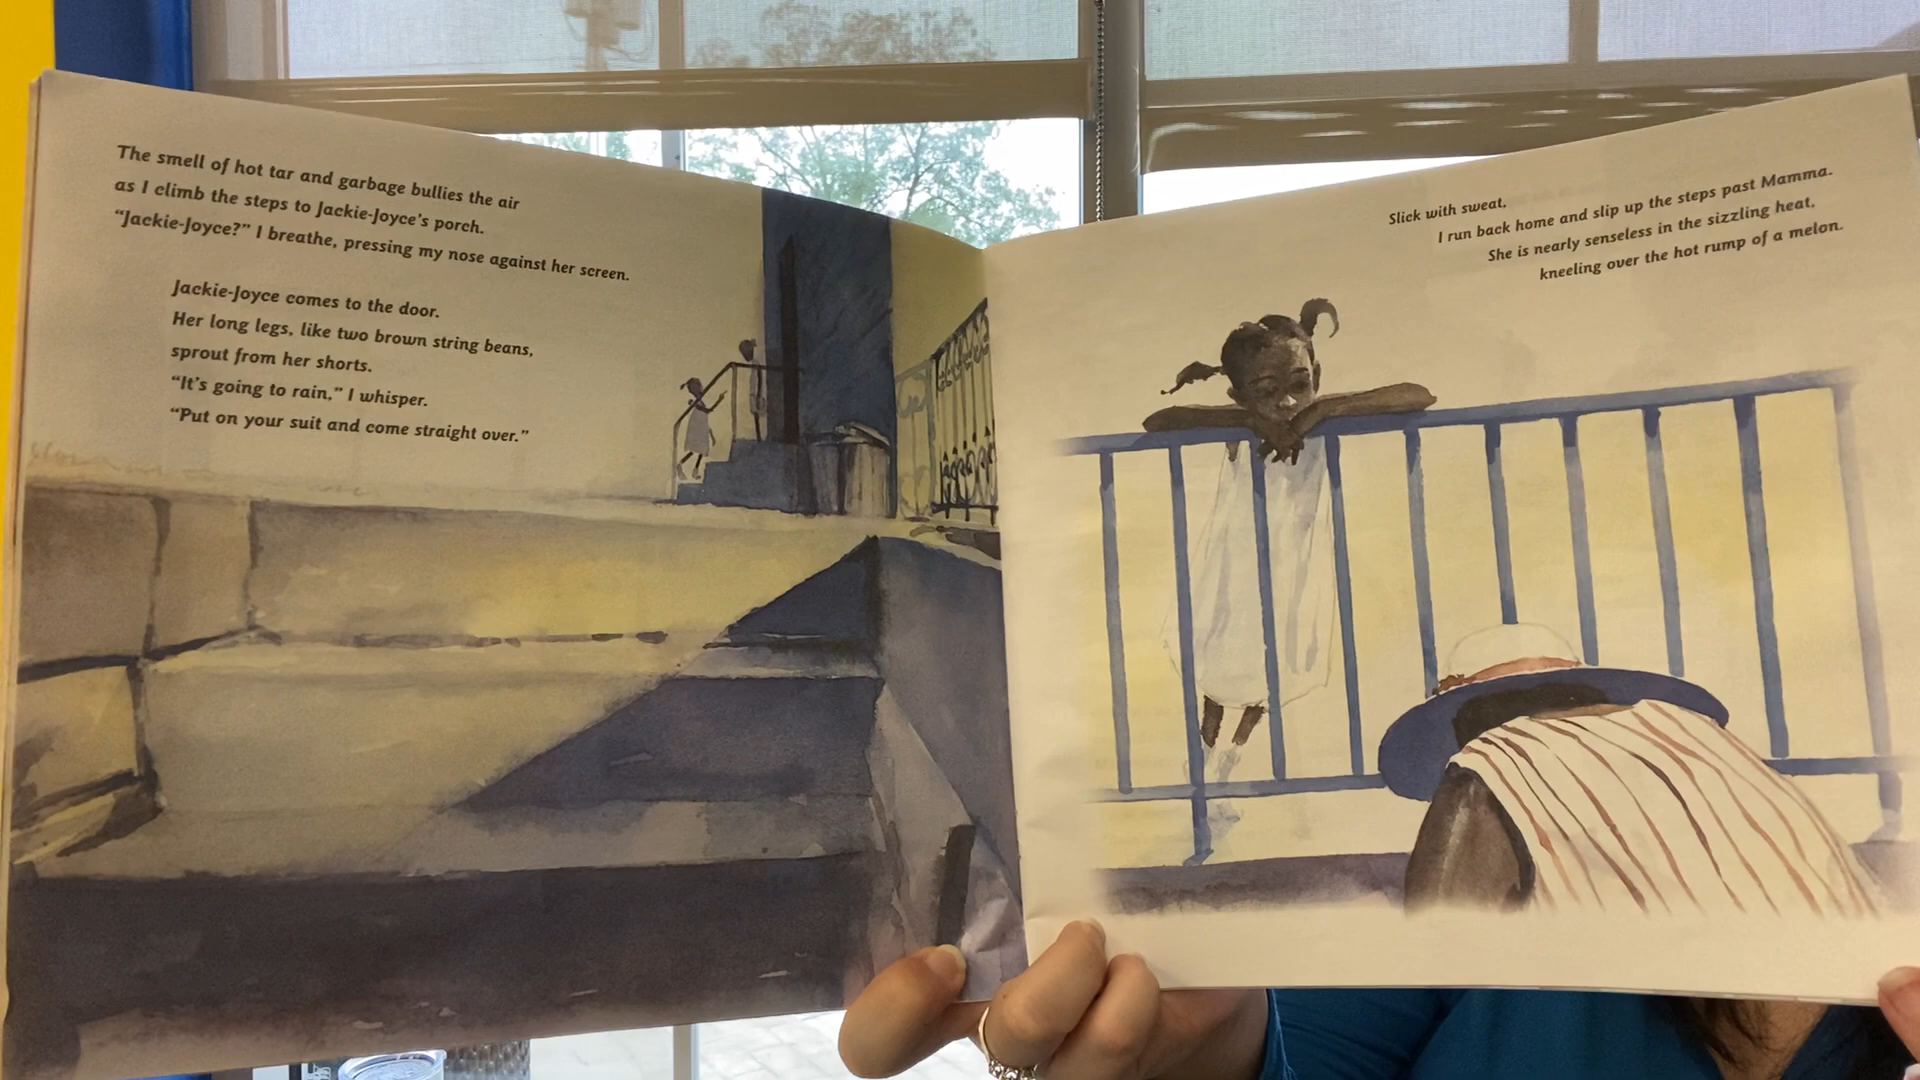 The smell of hot tar and garbage bullies the air
as I climb the steps to Jackie-Joyce's porch.
"Jackie-Joyce?" I breathe, pressing my nose against her screen.
Jackie-Joyce comes to the door.
Her long legs, like two brown string beans,
sprout from her shorts.
"It's going to rain," I whisper.
"Put on your suit and come straight over."
Slick with sweat,
I run back home and slip up the steps past Mamma.
She is nearly senseless in the sizzling heat,
kneeling over the hot rump of a melon.